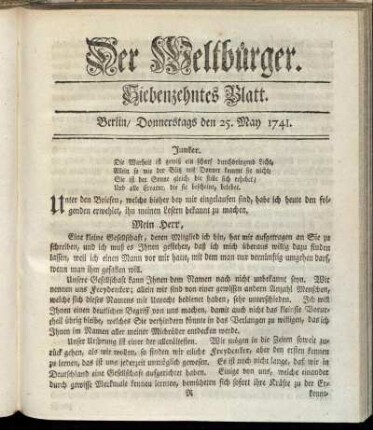 Der Weltbürger.
Siebenzehntes Blatt.
Berlin/ Donnerstags den 25. May 1741.
Junker.
Die Warheit ist gewiß ein scharf durchdringend Licht,
Allein so wie der Blitz mit Donner kommt sie nicht;
Sie ist der Sonne gleich die stille sich erhebet;
Und alle Creatur, die sie bescheint, belebet.
Unter den Briefen, welche bisher bey mir eingelaufen sind, habe ich heute den fol-
genden erwehlet, ihn meinen Lesern bekannt zu machen.
Mein Herr,
Eine kleine Gesellschaft, deren Mitglied ich bin, hat mir aufgetragen an Sie zu
schreiben, und ich muß es Ihnen gestehen, daß ich mich überaus willig dazu finden
lassen, weil ich einen Mann vor mir habe, mit dem man nur vernünftig umgehen darf,
wenn man ihm gefallen will.
Unsere Gesellschaft kann Ihnen dem Namen nach nicht unbekannt seyn. Wir
nennen uns Freydenker; allein wir sind von einer gewissen andern Anzahl Menschen,
welche sich dieses Namens mit Unrecht bedienet haben, sehr unterschieden. Ich will
Ihnen einen deutlichen Begriff von uns machen, damit auch nicht das kleinste Vorur-
theil übrig bleibe, welches Sie verhindern könnte in das Verlangen zu willigen, das ich
Ihnen im Namen aller meiner Mitbrüder entdecken werde.
Unser Ursprung ist einer der allerältesten. Wir mögen in die Zeiten soweit zu-
rück gehen, als wir wollen, so finden wir etliche Freydenker, aber den ersten kennen
zu lernen, das ist uns jederzeit unmöglich gewesen. Es ist noch nicht lange, daß wir in
Deutschland eine Gesellschaft aufgerichtet haben. Einige von uns, welche einander
durch gewisse Merkmale kennen lernen, bemüheten sich sofort ihre Kräfte zu der Er-
R kennt-